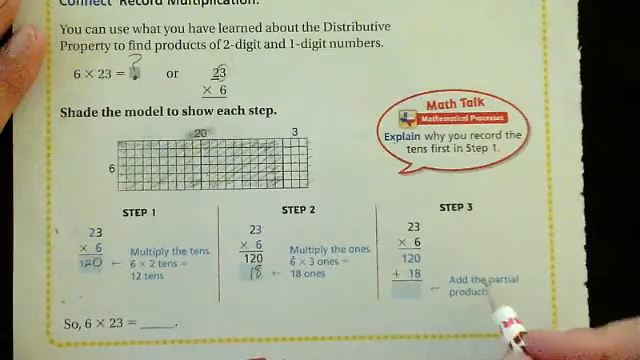 Connect Record Multiplication.
You can use what you have learned about the Distributive
Property to find products of 2-digit and 1-digit numbers.
6 × 23 = ? or 23
× 6
Shade the model to show each step.
20 3
6
Math Talk
Mathematical Processes
Explain why you record the
tens first in Step 1.
STEP 1
23
× 6
120
← Multiply the tens.
6 × 2 tens =
12 tens
STEP 2
23
× 6
120
18
← Multiply the ones.
6 × 3 ones =
18 ones
STEP 3
23
× 6
120
+ 18
← Add the partial
products
So, 6 × 23 = _____.